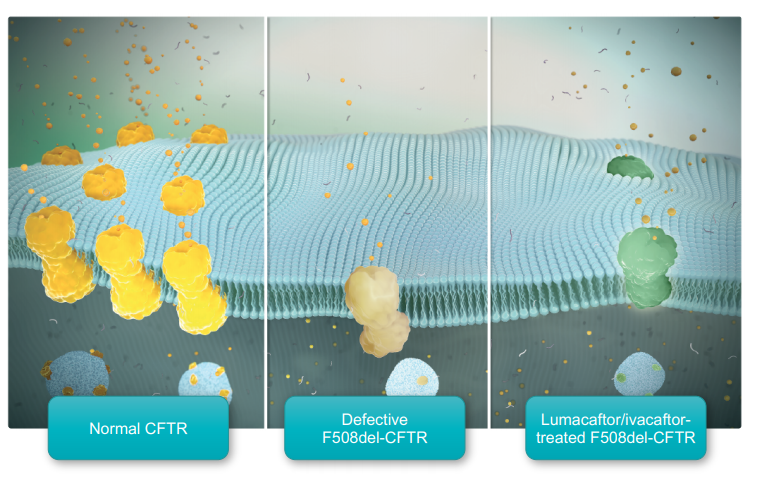 Normal CFTR
Defective
F508del-CFTR
Lumacaftor/ivacaftor-
treated F508del-CFTR